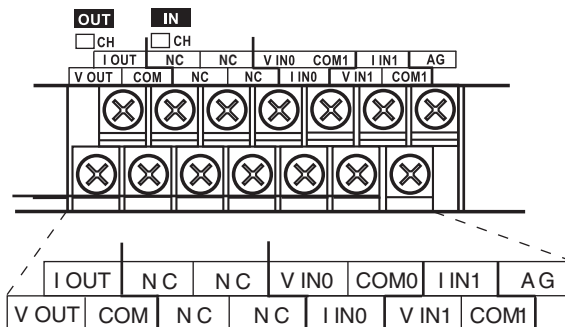 OUT IN
CH CH
I OUT NC NC V IN0 COM1 I IN1 AG
V OUT COM NC NC I IN0 V IN1 COM1
I OUT N C N C V IN0 COM0 I IN1 A G
V OUT COM N C N C I IN0 V IN1 COM1